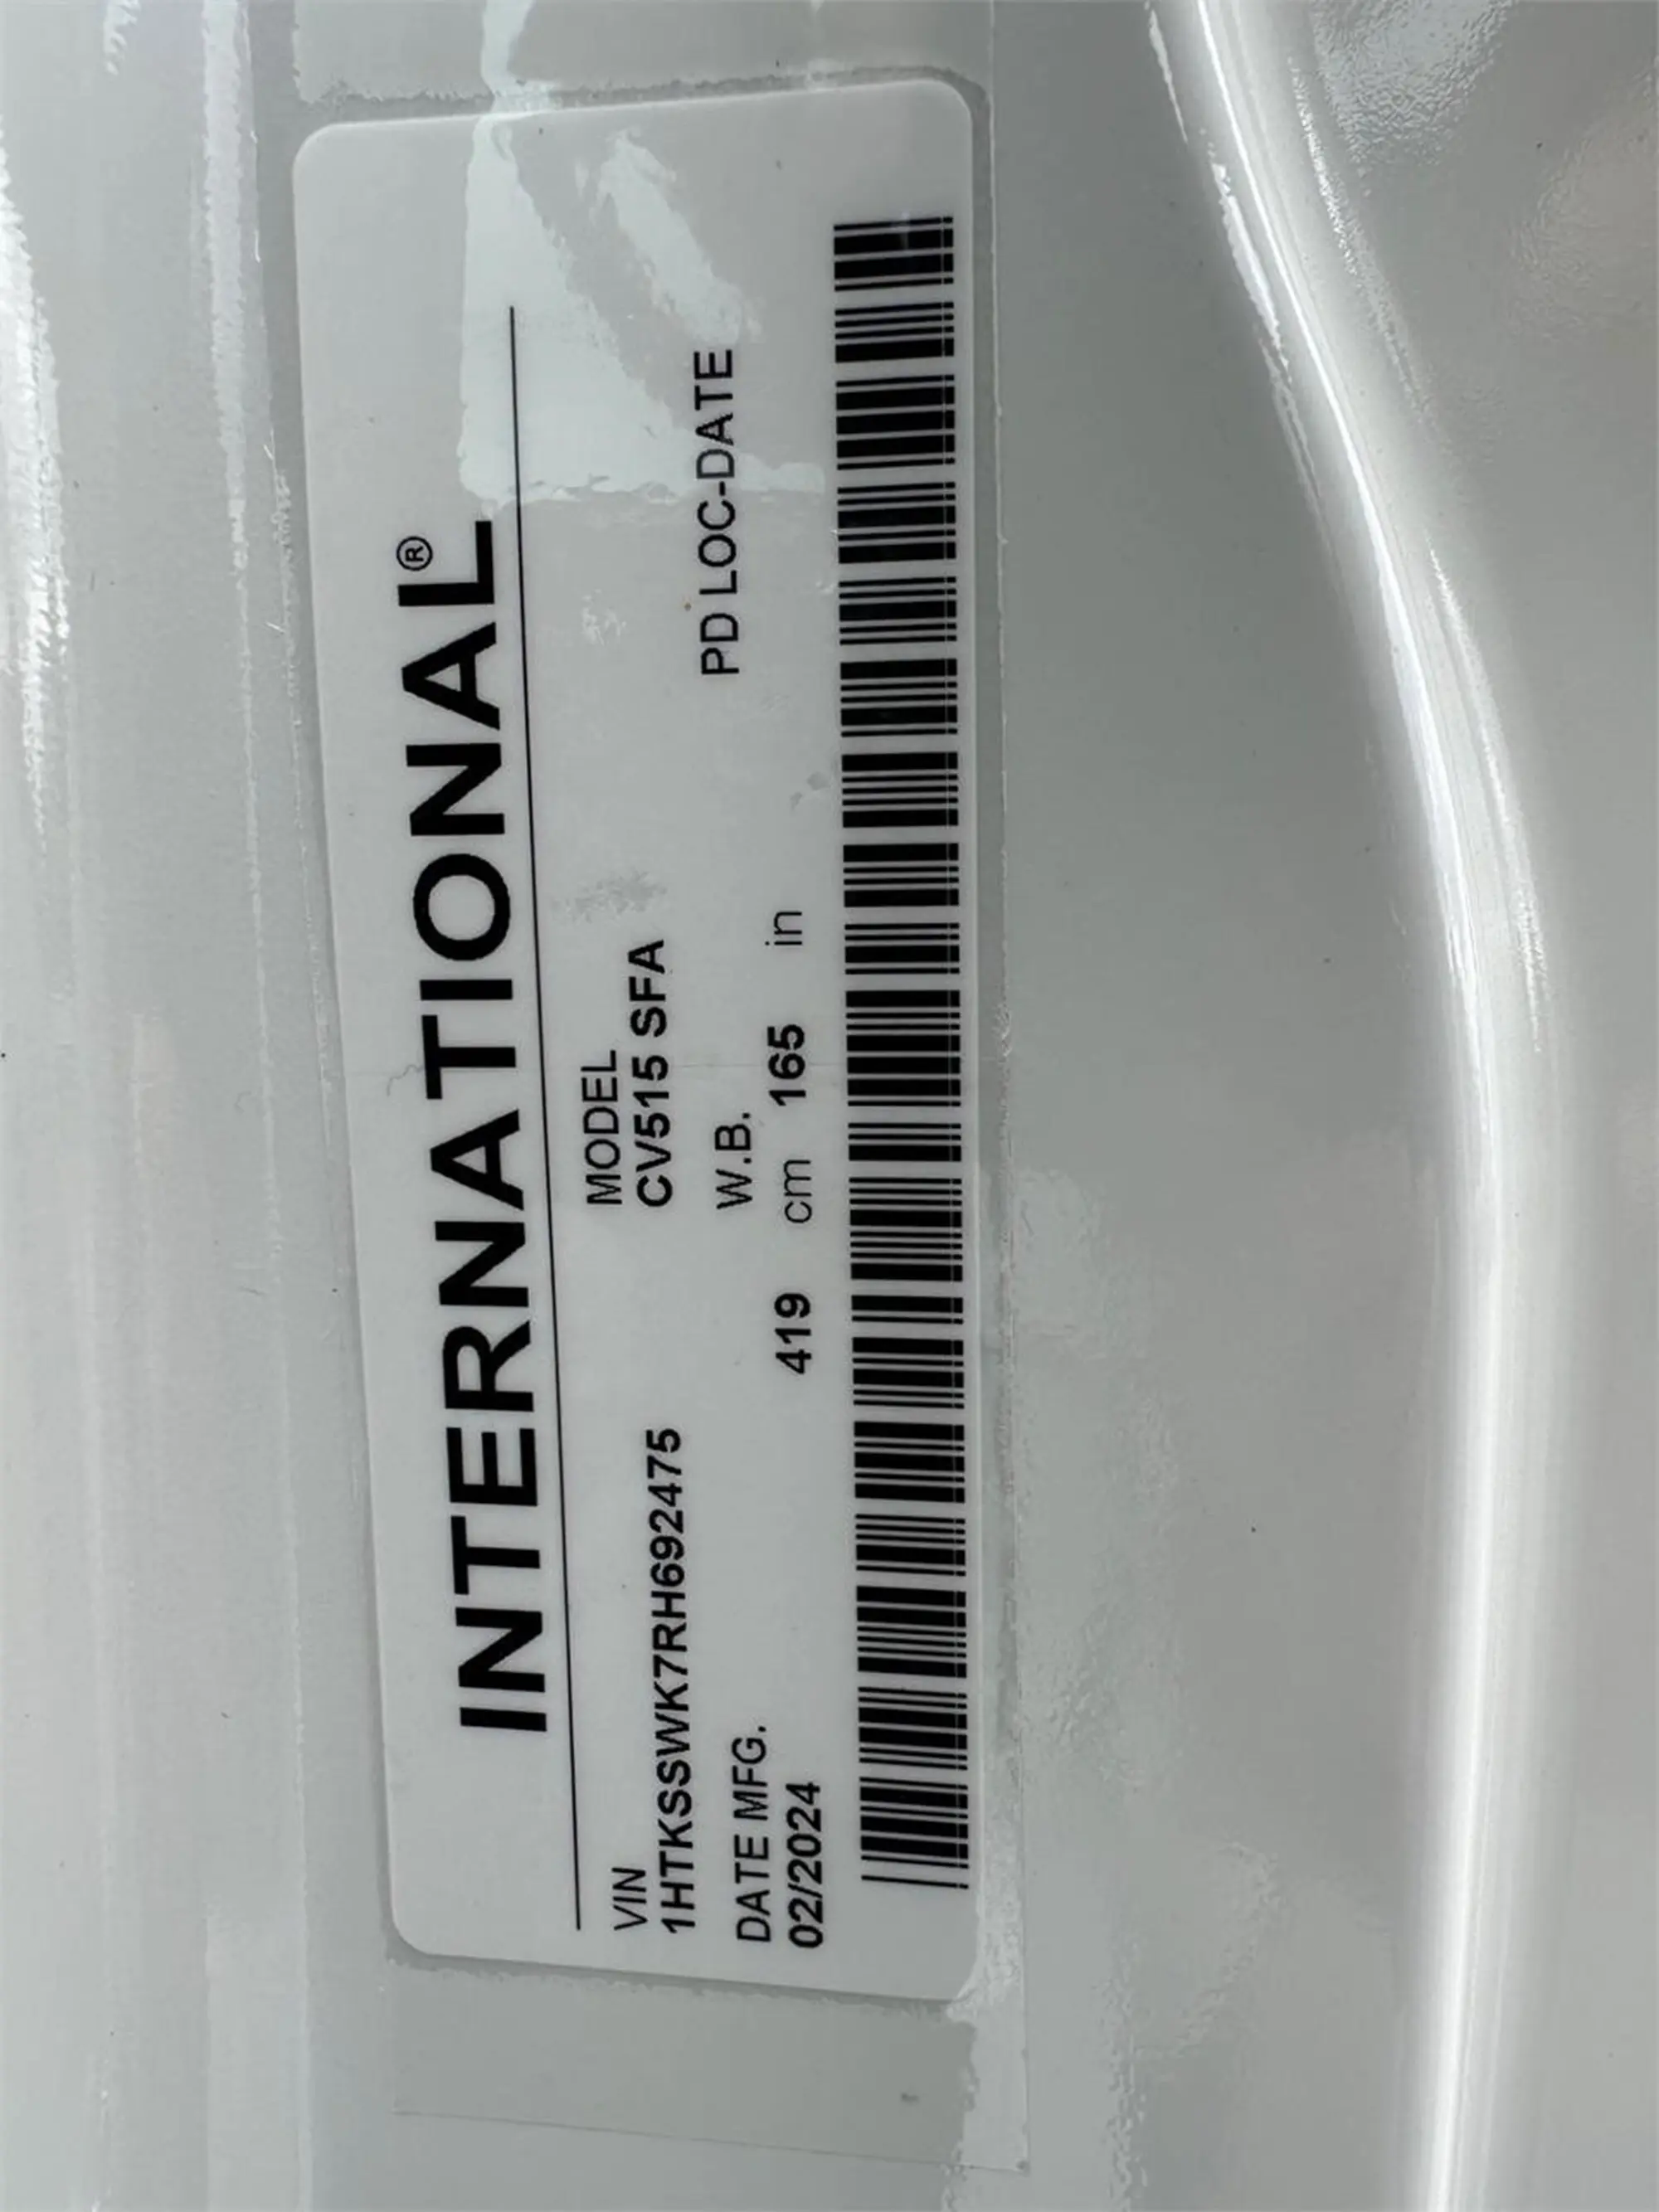 INTERNATIONAL®
VIN
1HTKSSWK7RH692475
MODEL
CV515 SFA
DATE MFG.
02/2024
W.B.
419 cm 165 in
PD LOC-DATE